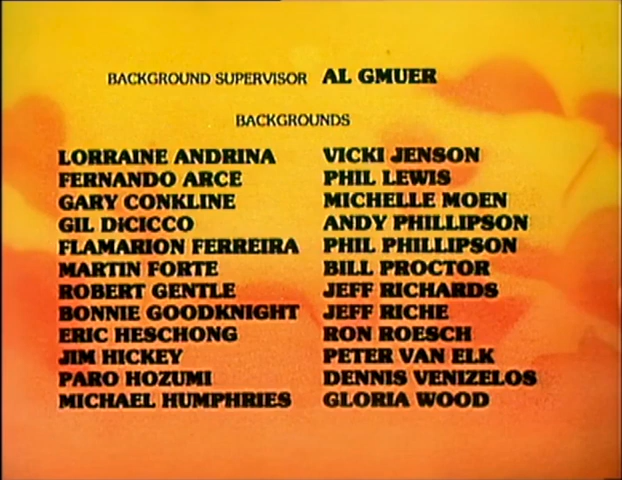 BACKGROUND SUPERVISOR AL GMUER
BACKGROUNDS
LORRAINE ANDRINA VICKI JENSON
FERNANDO ARCE PHIL LEWIS
GARY CONKLINE MICHELLE MOEN
GIL DiCICCO ANDY PHILLIPSON
FLAMARION FERREIRA PHIL PHILLIPSON
MARTIN FORTE BILL PROCTOR
ROBERT GENTLE JEFF RICHARDS
BONNIE GOODKNIGHT JEFF RICHE
ERIC HESCHONG RON ROESCH
JIM HICKEY PETER VAN ELK
PARO HOZUMI DENNIS VENIZELOS
MICHAEL HUMPHRIES GLORIA WOOD